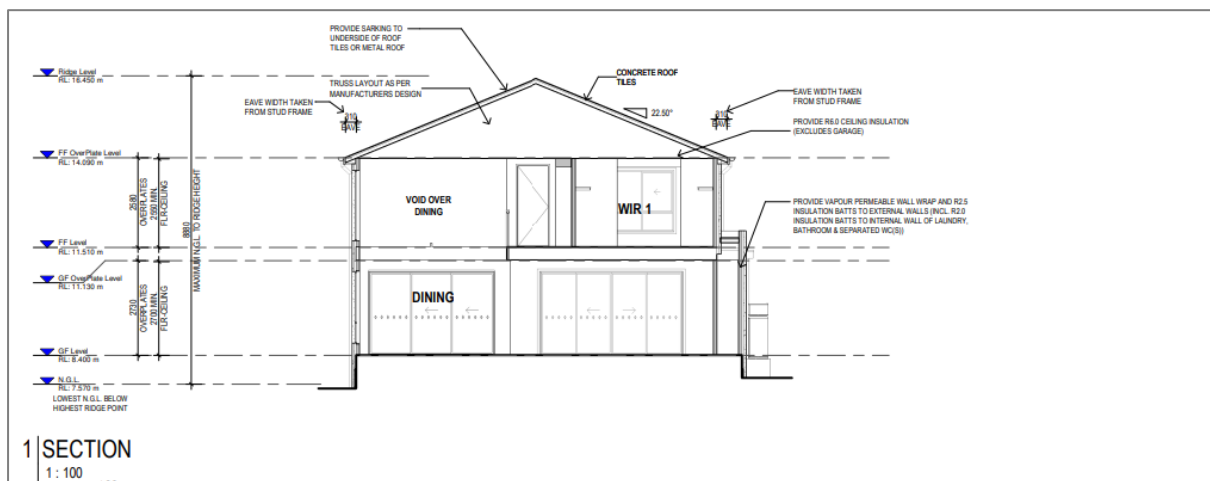 PROVIDE SARKING TO
UNDERSIDE OF ROOF
TILES OR METAL ROOF
Ridge Level
RL: 16.450 m
CONCRETE ROOF
TILES
TRUSS LAYOUT AS PER
MANUFACTURERS DESIGN
EAVE WIDTH TAKEN
FROM STUD FRAME
310
EAVE
22.50°
310
EAVE
EAVE WIDTH TAKEN
FROM STUD FRAME
PROVIDE R6.0 CEILING INSULATION
(EXCLUDES GARAGE)
FF OverPlate Level
RL: 14.090 m
2580
OVERPLATES
2550 MIN.
FLR-CEILING
8880
MAXIMUM N.G.L. TO RIDGE HEIGHT
VOID OVER
DINING
WIR 1
PROVIDE VAPOUR PERMEABLE WALL WRAP AND R2.5
INSULATION BATTS TO EXTERNAL WALLS (INCL. R2.0
INSULATION BATTS TO INTERNAL WALL OF LAUNDRY,
BATHROOM & SEPARATED WC(S))
FF Level
RL: 11.510 m
GF OverPlate Level
RL: 11.130 m
2730
OVERPLATES
2700 MIN.
FLR-CEILING
DINING
GF Level
RL: 8.400 m
N.G.L.
RL: 7.570 m
LOWEST N.G.L. BELOW
HIGHEST RIDGE POINT
1 SECTION
1 : 100